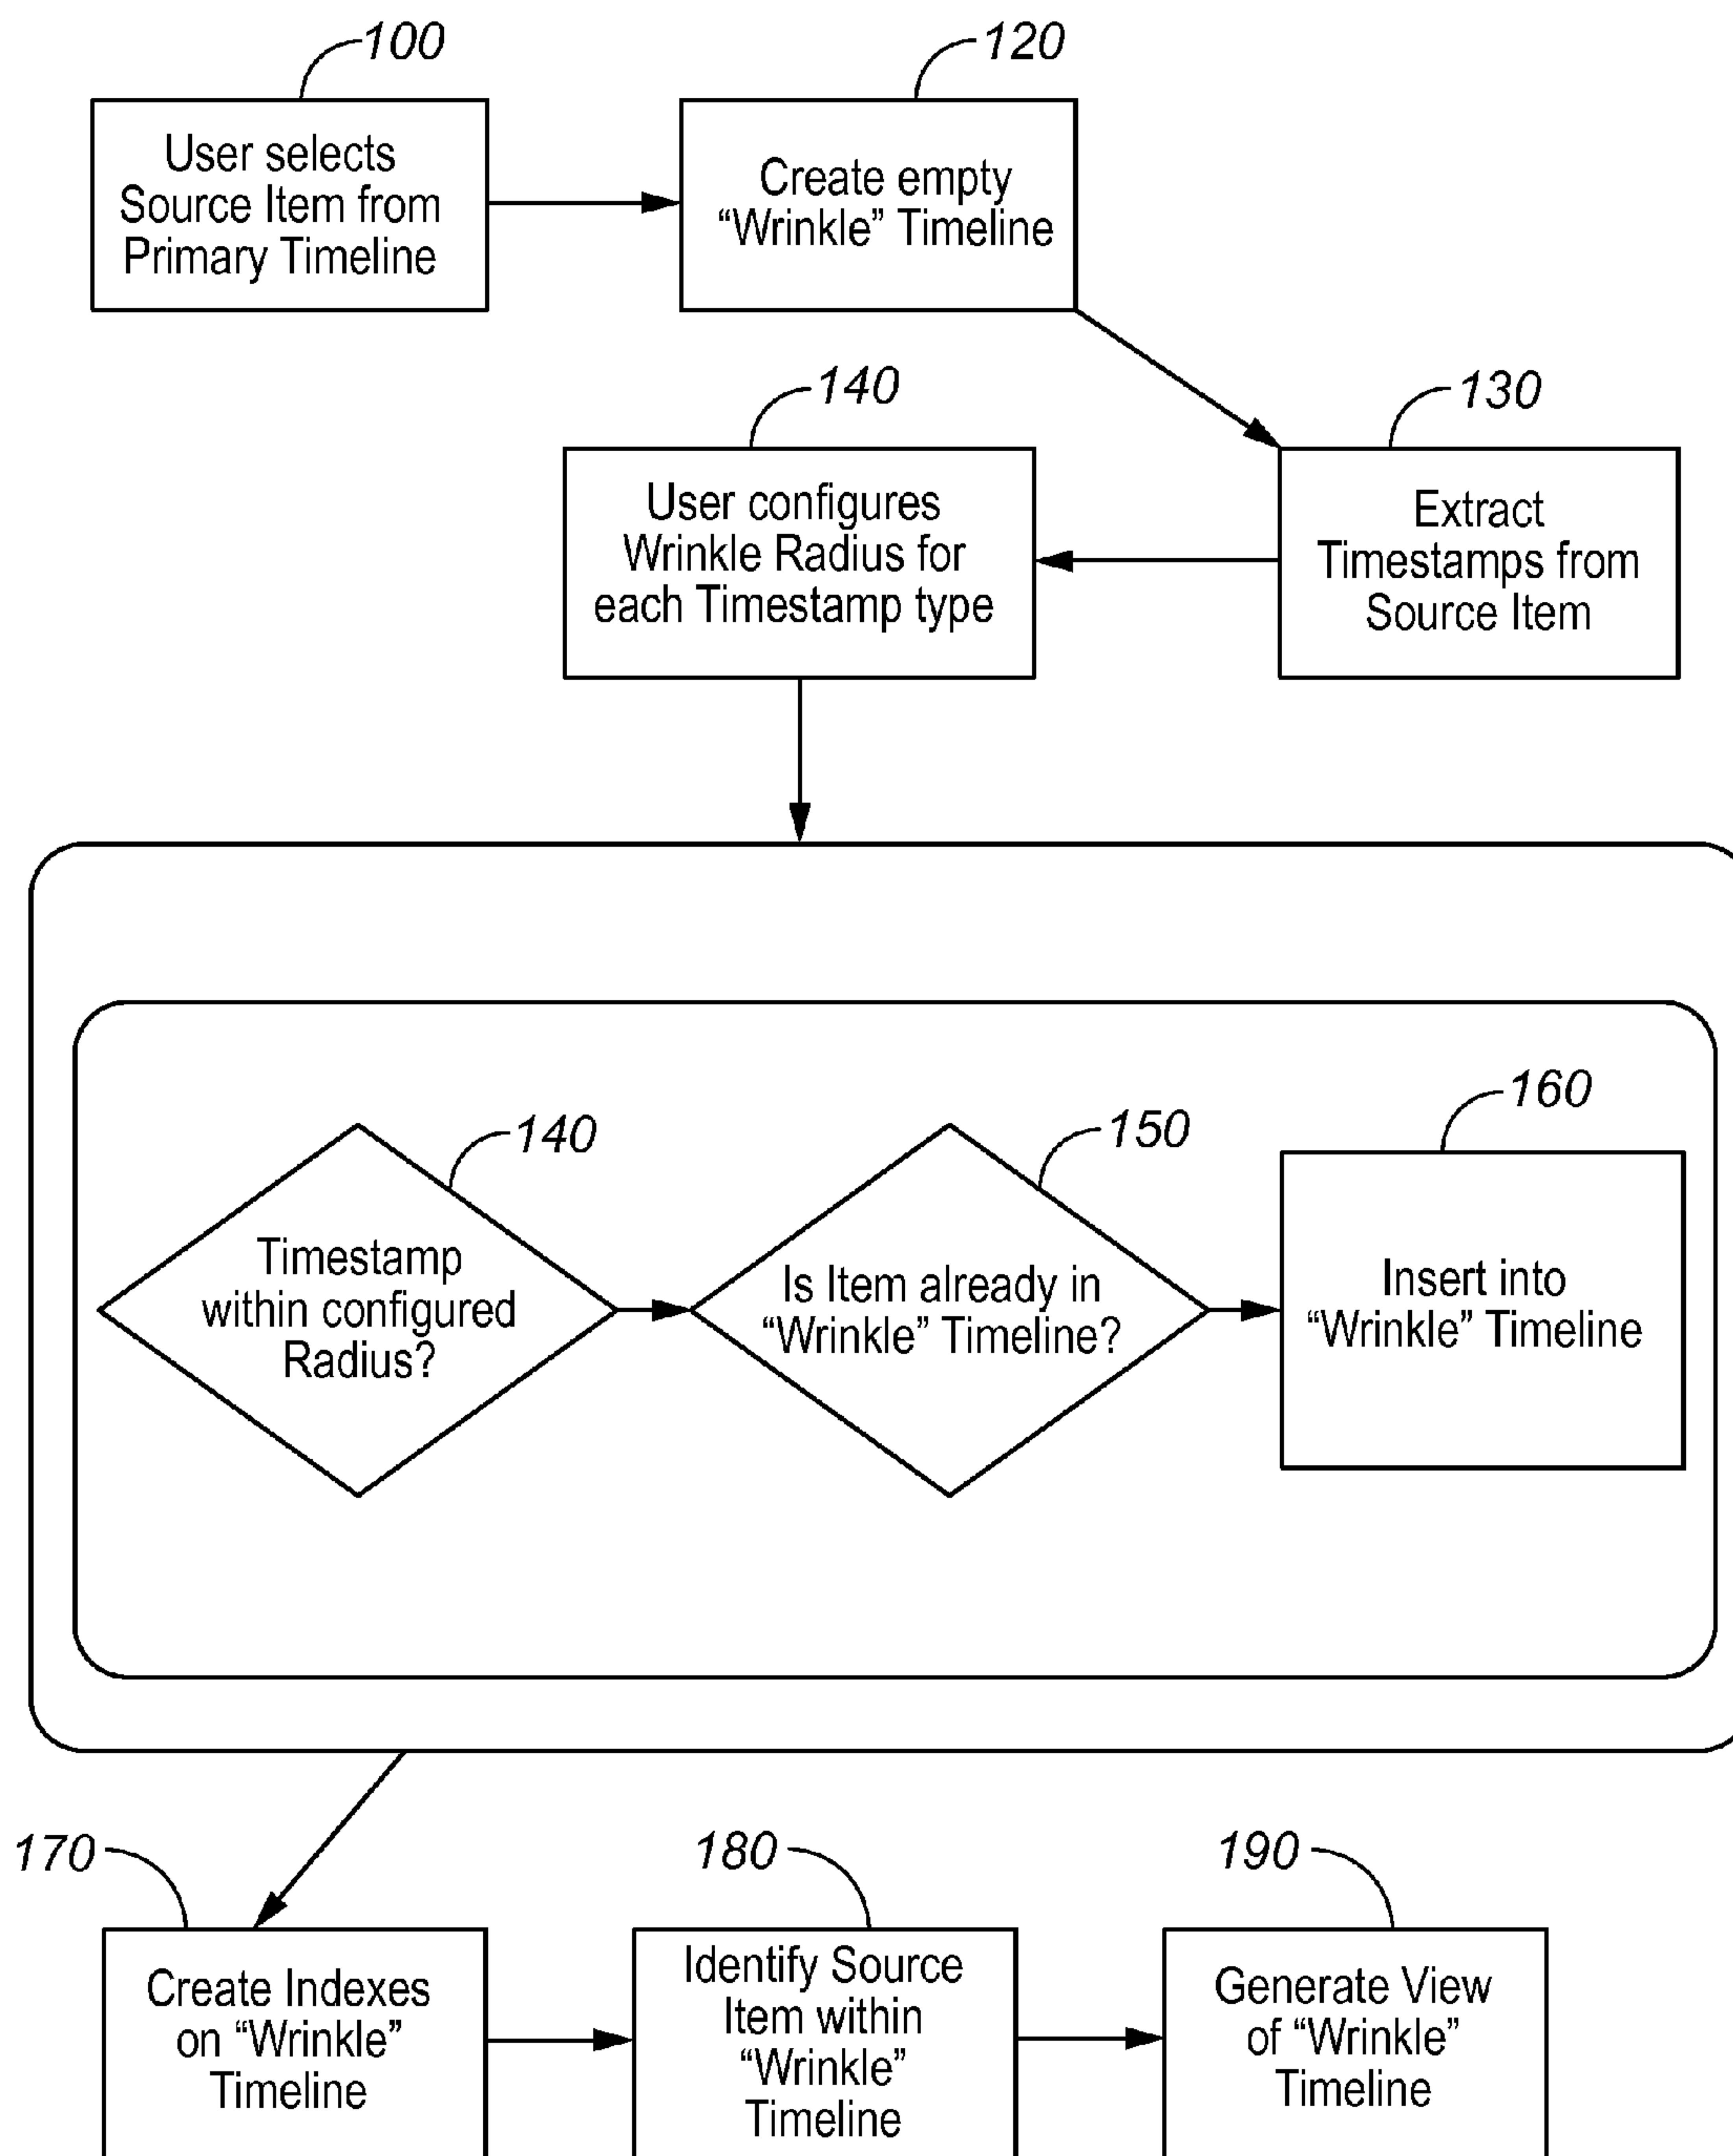 100
User selects
Source Item from
Primary Timeline
120
Create empty
“Wrinkle” Timeline
130
Extract
Timestamps from
Source Item
140
User configures
Wrinkle Radius for
each Timestamp type
140
Timestamp
within configured
Radius?
150
Is Item already in
“Wrinkle” Timeline?
160
Insert into
“Wrinkle” Timeline
170
Create Indexes
on “Wrinkle”
Timeline
180
Identify Source
Item within
“Wrinkle”
Timeline
190
Generate View
of “Wrinkle”
Timeline